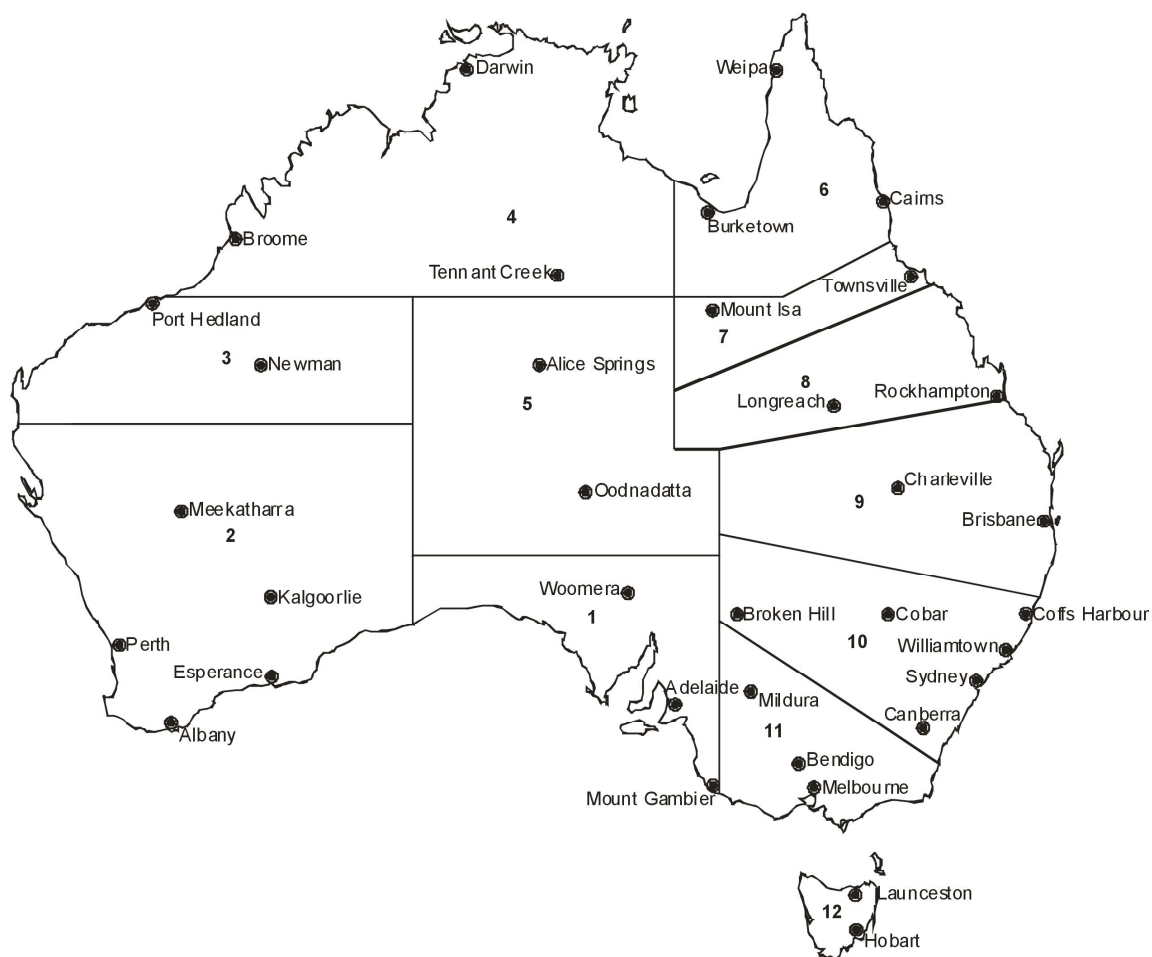 Darwin
Weipa
6
Cairns
4
Burketown
Broome
Tennant Creek
Townsville
Mount Isa
Port Hedland
7
3
Newman
Alice Springs
8
Longreach
Rockhampton
5
Charleville
Oodnadatta
9
Meekatharra
Brisbane
2
Woomera
Kalgoorlie
1
Broken Hill
Cobar
Coffs Harbour
10
Williamtown
Perth
Esperance
Sydney
Adelaide
Mildura
Canberra
11
Albany
Bendigo
Melbourne
Mount Gambier
Launceston
12
Hobart